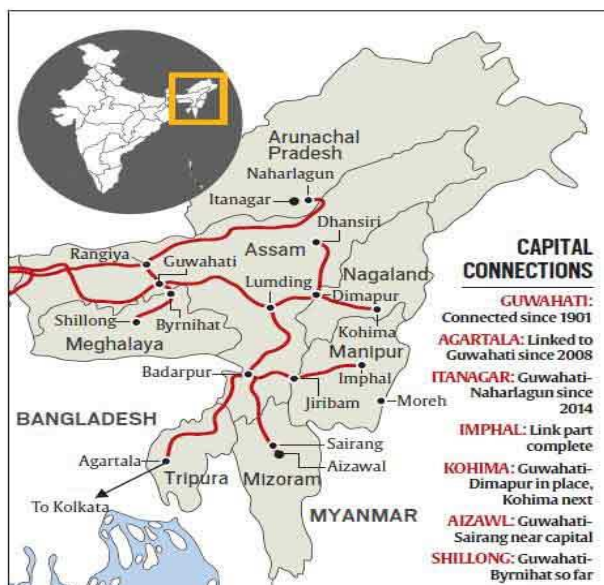 Arunachal
Pradesh
Naharlagun
Itanagar
Dhansiri
Assam
Rangiya
Guwahati
Nagaland
Lumding
Dimapur
Shillong
Byrnihat
Meghalaya
Kohima
Manipur
Badarpur
Imphal
Jiribam
Moreh
BANGLADESH
Sairang
Agartala
Aizawal
Tripura
Mizoram
To Kolkata
MYANMAR
CAPITAL
CONNECTIONS
GUWAHATI:
Connected since 1901
AGARTALA: Linked to
Guwahati since 2008
ITANAGAR: Guwahati-
Naharlagun since
2014
IMPHAL: Link part
complete
KOHIMA: Guwahati-
Dimapur in place,
Kohima next
AIZAWL: Guwahati-
Sairang near capital
SHILLONG: Guwahati-
Byrnihat so far